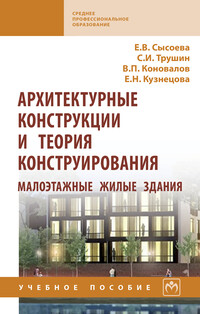 СРЕДНЕЕ
ПРОФЕССИОНАЛЬНОЕ
ОБРАЗОВАНИЕ
Е.В. Сысоева
С.И. Трушин
В.П. Коновалов
Е.Н. Кузнецова
АРХИТЕКТУРНЫЕ
КОНСТРУКЦИИ
И ТЕОРИЯ
КОНСТРУИРОВАНИЯ
МАЛОЭТАЖНЫЕ ЖИЛЫЕ ЗДАНИЯ
УЧЕБНОЕ ПОСОБИЕ